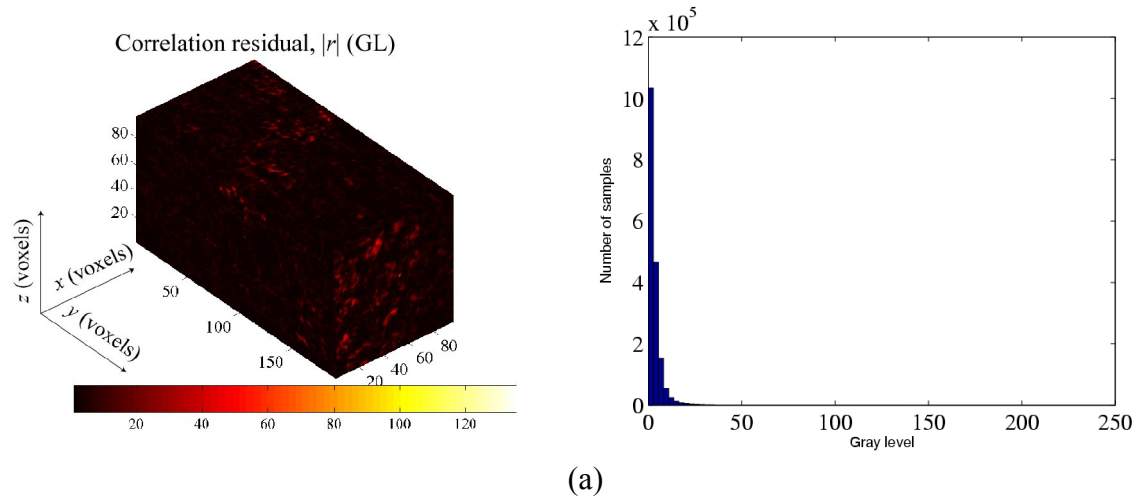 Correlation residual, |r| (GL)
80
60
40
20
z (voxels)
x (voxels)
y (voxels)
50
100
150
20
40
60
80
20 40 60 80 100 120
x 10^5
12
10
8
6
4
2
0
Number of samples
0 50 100 150 200 250
Gray level
(a)